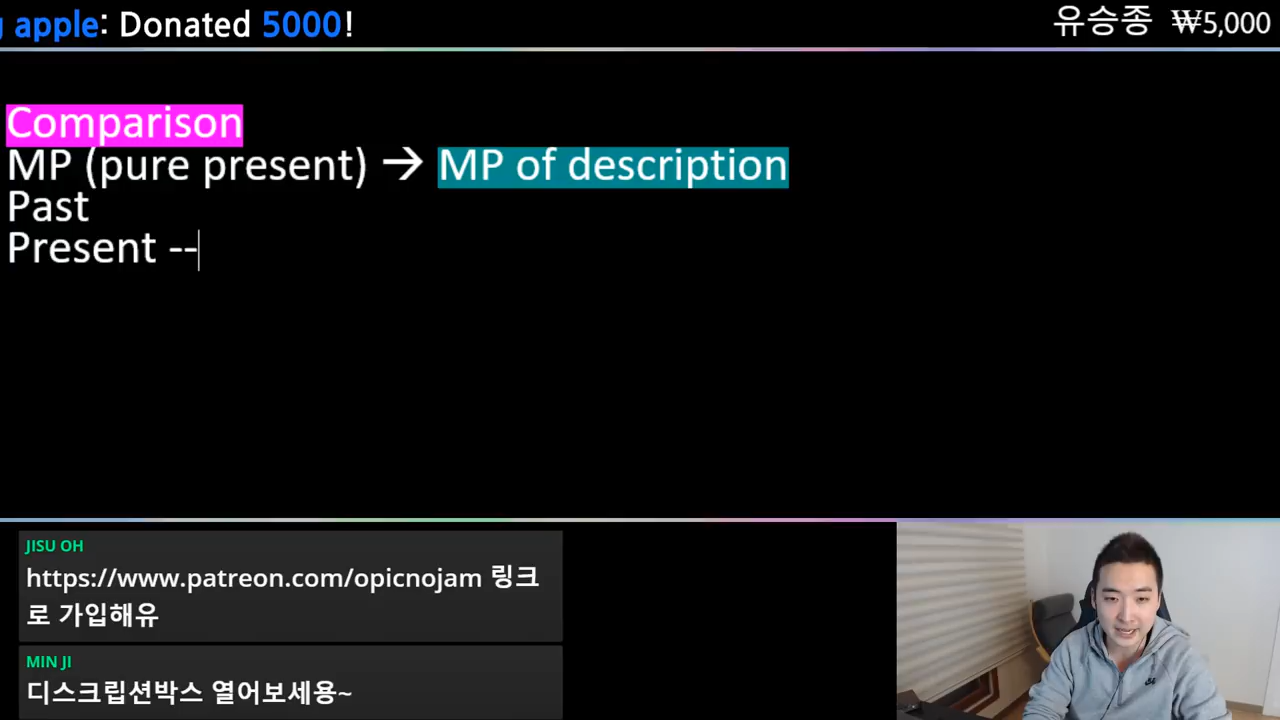 apple: Donated 5000!
유승종 ₩5,000
Comparison
MP (pure present) → MP of description
Past
Present --
JISU OH
https://www.patreon.com/opicnojam 링크
로 가입해유
MIN JI
디스크립션박스 열어보세용~